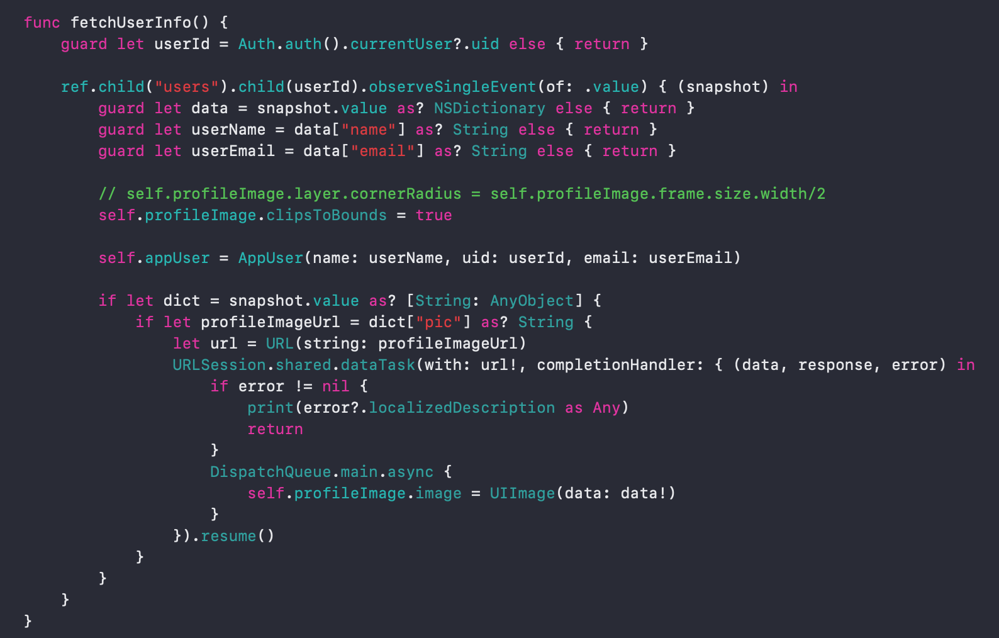 func fetchUserInfo() {
guard let userId = Auth.auth().currentUser?.uid else { return }
ref.child("users").child(userId).observeSingleEvent(of: .value) { (snapshot) in
guard let data = snapshot.value as? NSDictionary else { return }
guard let userName = data["name"] as? String else { return }
guard let userEmail = data["email"] as? String else { return }
// self.profileImage.layer.cornerRadius = self.profileImage.frame.size.width/2
self.profileImage.clipsToBounds = true
self.appUser = AppUser(name: userName, uid: userId, email: userEmail)
if let dict = snapshot.value as? [String: AnyObject] {
if let profileImageUrl = dict["pic"] as? String {
let url = URL(string: profileImageUrl)
URLSession.shared.dataTask(with: url!, completionHandler: { (data, response, error) in
if error != nil {
print(error?.localizedDescription as Any)
return
}
DispatchQueue.main.async {
self.profileImage.image = UIImage(data: data!)
}
}).resume()
}
}
}
}